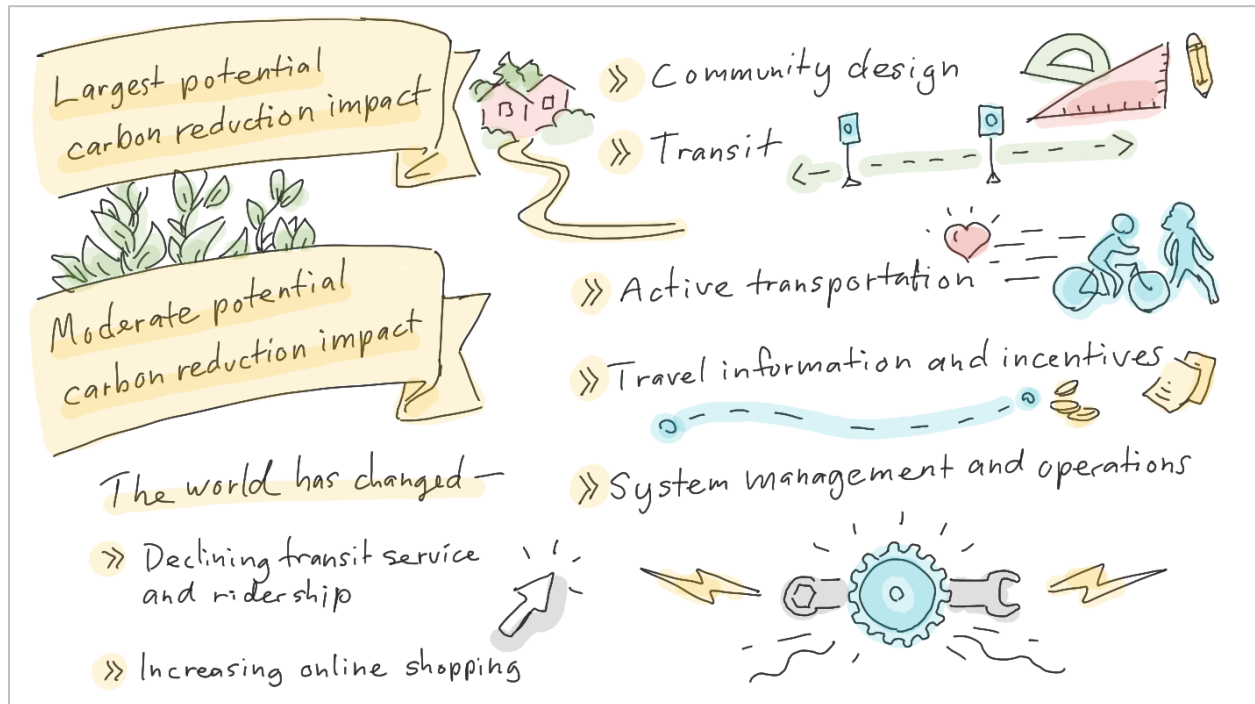 Largest potential
carbon reduction impact
» Community design
» Transit
Moderate potential
carbon reduction impact
» Active transportation
» Travel information and incentives
» System management and operations
The world has changed—
» Declining transit service
and ridership
» Increasing online shopping